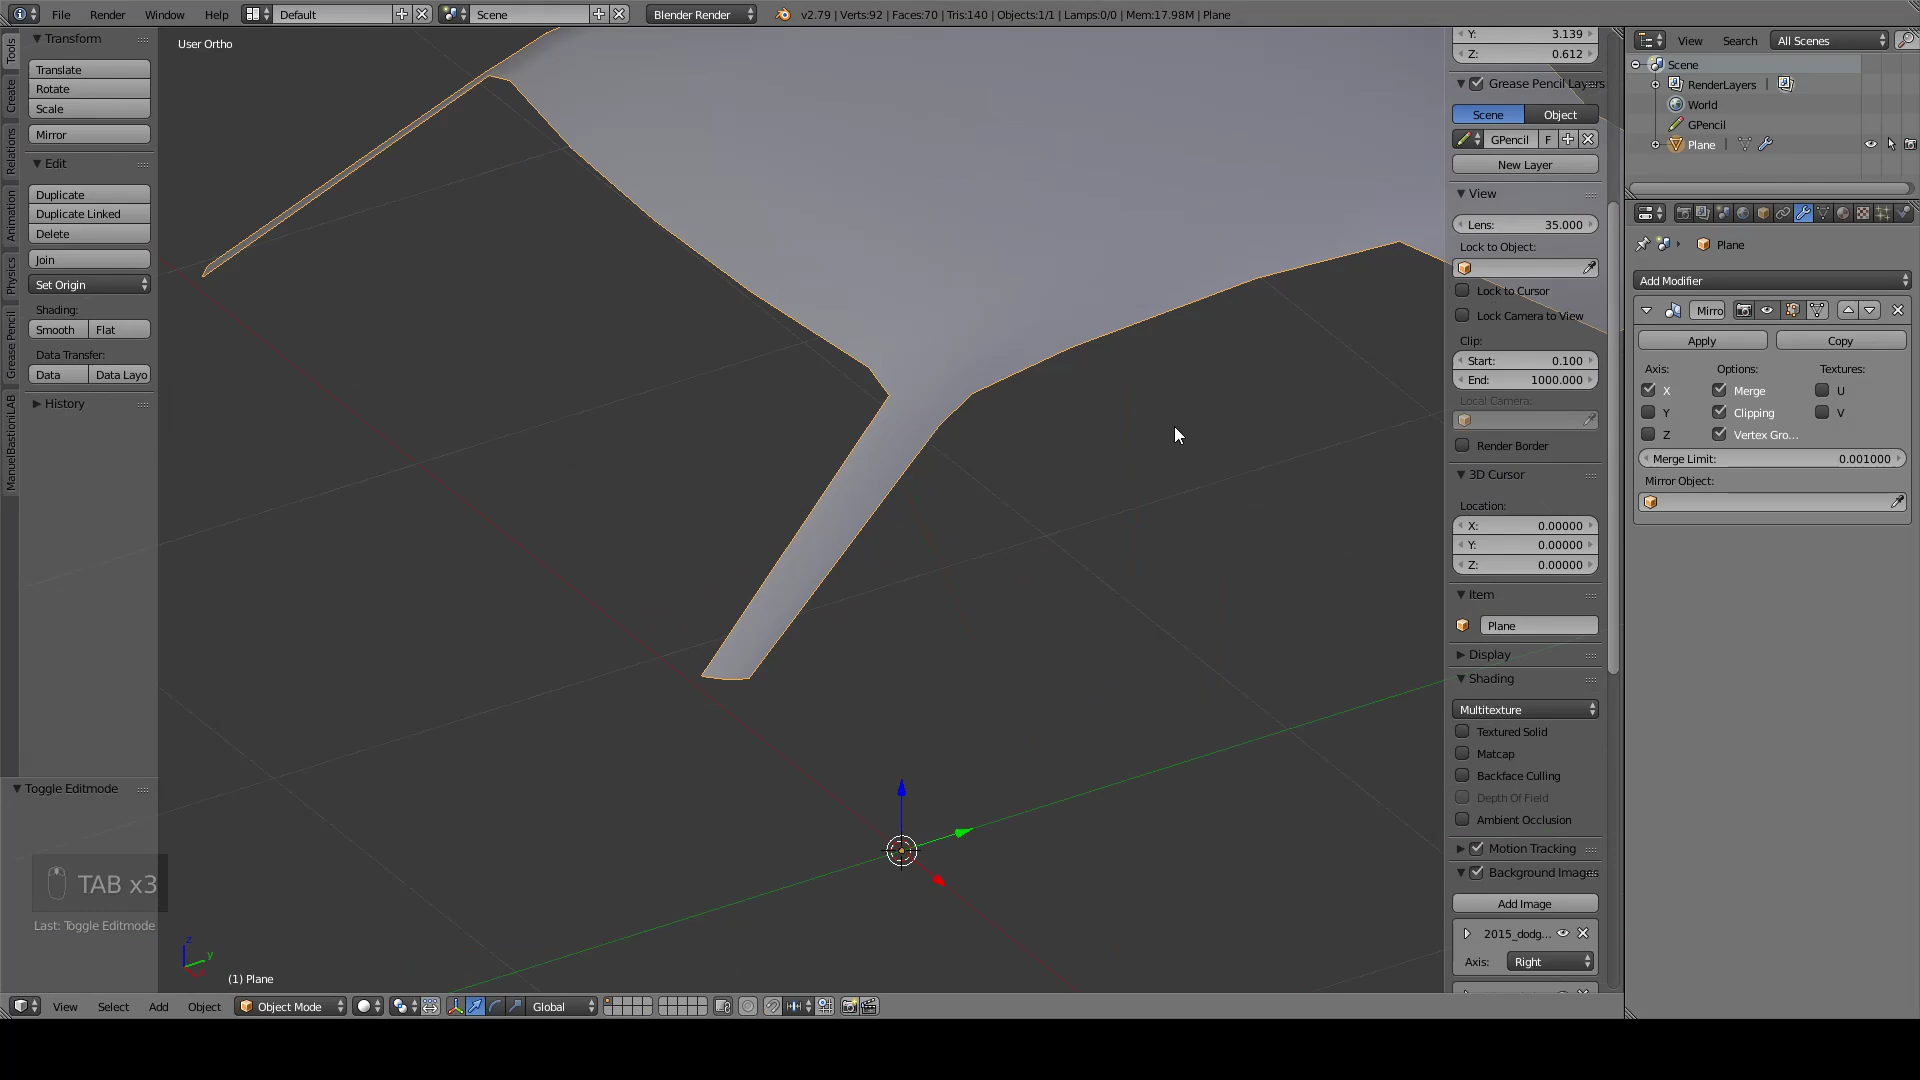 File Render Window Help Default Scene Blender Render v2.79 | Verts:92 | Faces:70 | Tris:140 | Objects:1/1 | Lamps:0/0 | Mem:17.98M | Plane
Tools
Create
Relations
Animation
Physics
Grease Pencil
ManuelBastioniLAB
Transform
Translate
Rotate
Scale
Mirror
Edit
Duplicate
Duplicate Linked
Delete
Join
Set Origin
Shading:
Smooth Flat
Data Transfer:
Data Data Layo
History
Toggle Editmode
TAB x3
Last: Toggle Editmode
User Ortho
z
y
(1) Plane
View Select Add Object Object Mode Global
Y: 3.139
Z: 0.612
Grease Pencil Layers
Scene Object
GPencil F
New Layer
View
Lens: 35.000
Lock to Object:
Lock to Cursor
Lock Camera to View
Clip:
Start: 0.100
End: 1000.000
Local Camera:
Render Border
3D Cursor
Location:
X: 0.00000
Y: 0.00000
Z: 0.00000
Item
Plane
Display
Shading
Multitexture
Textured Solid
Matcap
Backface Culling
Depth Of Field
Ambient Occlusion
Motion Tracking
Background Images
Add Image
2015_dodg...
Axis: Right
View Search All Scenes
Scene
RenderLayers |
World
GPencil
Plane |
Plane
Add Modifier
Mirro
Apply Copy
Axis: Options: Textures:
X Merge U
Y Clipping V
Z Vertex Gro...
Merge Limit: 0.001000
Mirror Object: